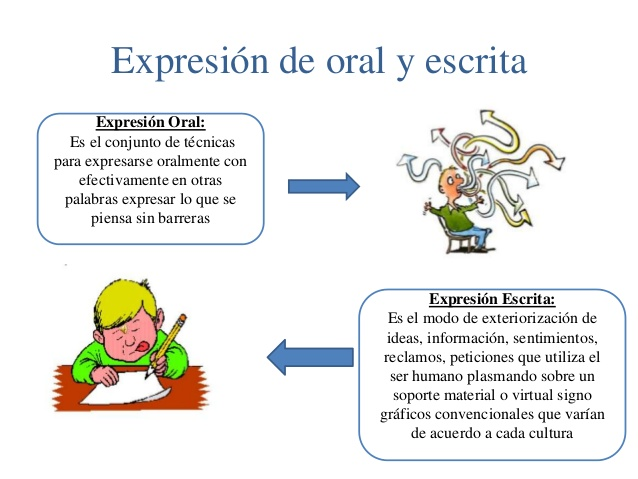 Expresión de oral y escrita
Expresión Oral:
Es el conjunto de técnicas
para expresarse oralmente con
efectivamente en otras
palabras expresar lo que se
piensa sin barreras
Expresión Escrita:
Es el modo de exteriorización de
ideas, información, sentimientos,
reclamos, peticiones que utiliza el
ser humano plasmando sobre un
soporte material o virtual signo
gráficos convencionales que varían
de acuerdo a cada cultura